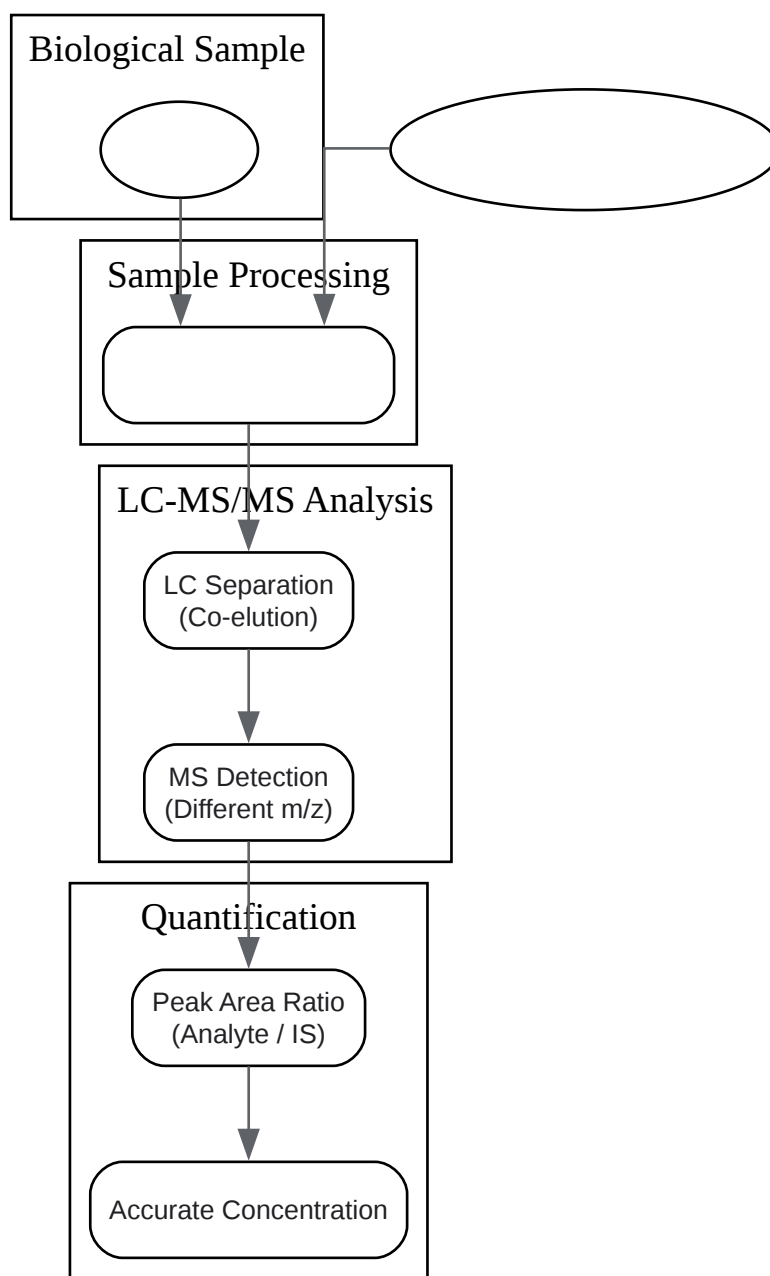 Biological Sample
Sample Processing
LC-MS/MS Analysis
LC Separation
(Co-elution)
MS Detection
(Different m/z)
Quantification
Peak Area Ratio
(Analyte / IS)
Accurate Concentration